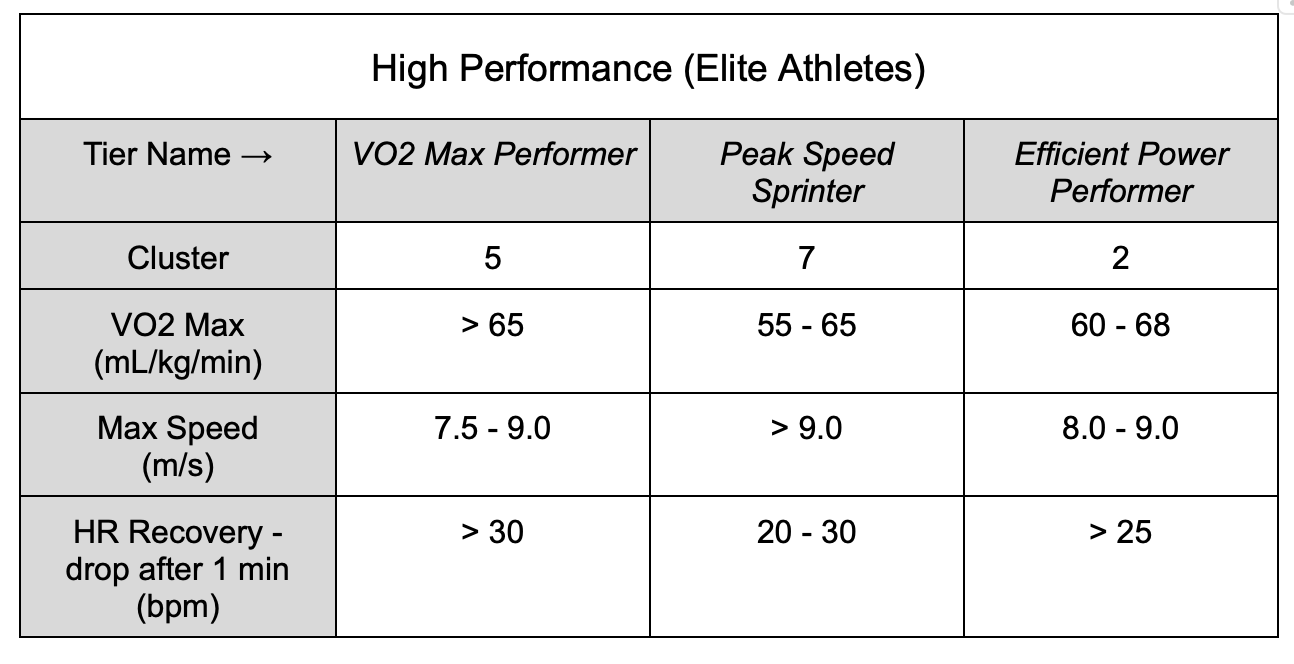 High Performance (Elite Athletes)
Tier Name → VO2 Max Performer Peak Speed Sprinter Efficient Power Performer
Cluster 5 7 2
VO2 Max (mL/kg/min) > 65 55 - 65 60 - 68
Max Speed (m/s) 7.5 - 9.0 > 9.0 8.0 - 9.0
HR Recovery - drop after 1 min (bpm) > 30 20 - 30 > 25